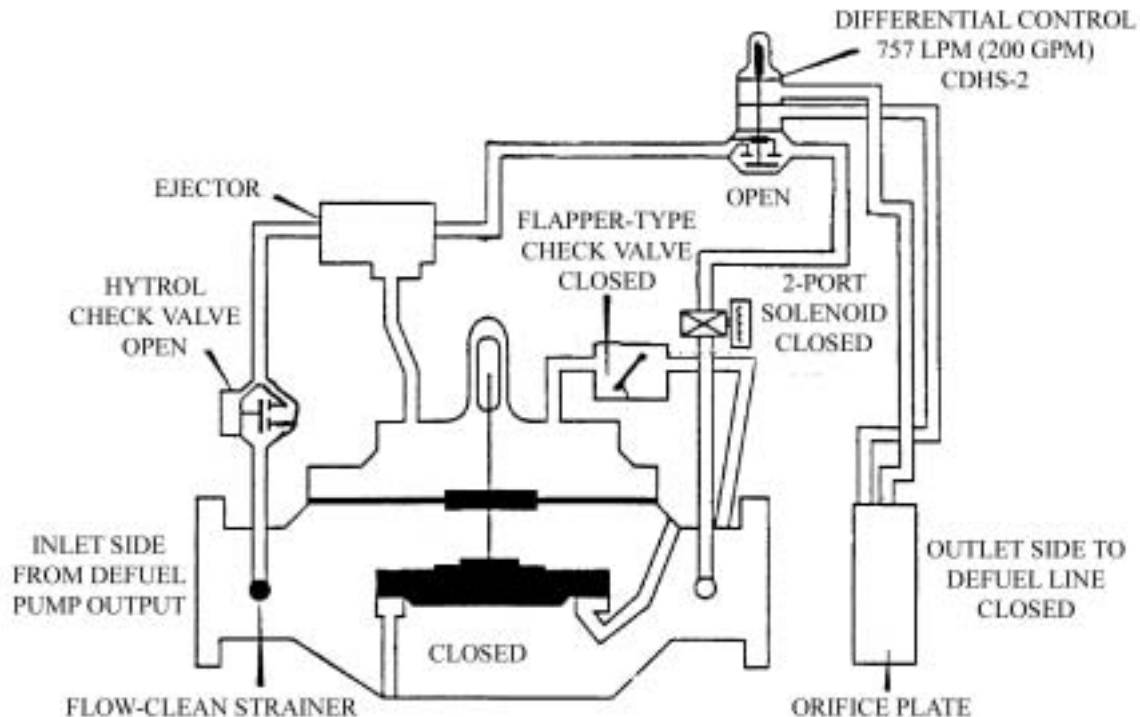 DIFFERENTIAL CONTROL
757 LPM (200 GPM)
CDHS-2
EJECTOR
OPEN
FLAPPER-TYPE
CHECK VALVE
CLOSED
HYTROL
CHECK VALVE
OPEN
2-PORT
SOLENOID
CLOSED
INLET SIDE
FROM DEFUEL
PUMP OUTPUT
OUTLET SIDE TO
DEFUEL LINE
CLOSED
CLOSED
FLOW-CLEAN STRAINER
ORIFICE PLATE